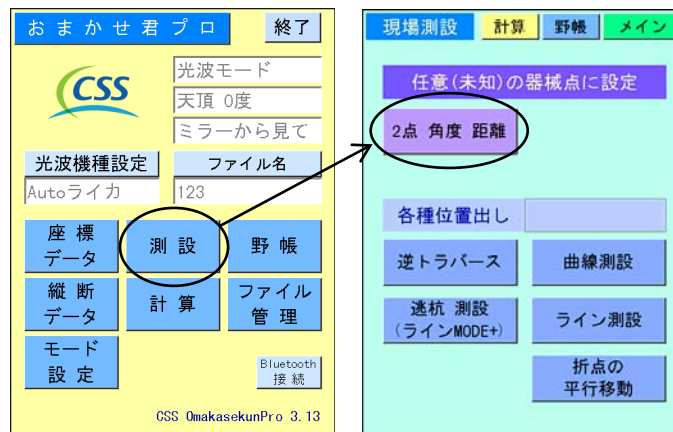 おまかせ君プロ
終了
css
光波モード
天頂 0度
ミラーから見て
光波機種設定
ファイル名
Autoライカ
123
座標
データ
測設
野帳
縦断
データ
計算
ファイル
管理
モード
設定
Bluetooth
接続
CSS OmakasekunPro 3.13
現場測設
計算
野帳
メイン
任意(未知)の器械点に設定
2点 角度 距離
各種位置出し
逆トラバース
曲線測設
逃杭 測設
(ラインMODE+)
ライン測設
折点の
平行移動